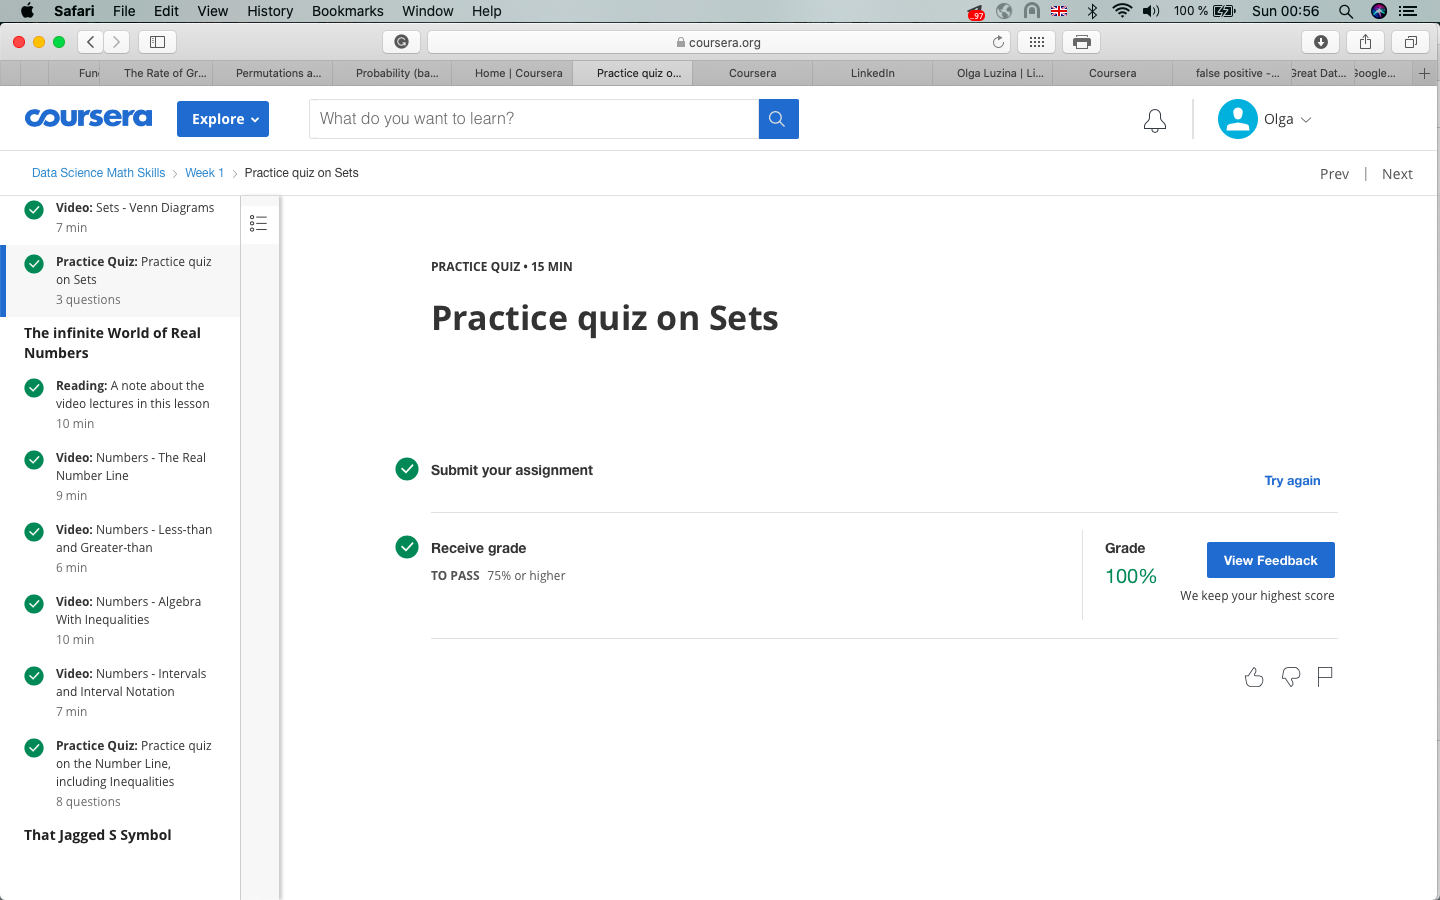 Safari File Edit View History Bookmarks Window Help .97 100 % Sun 00:56
coursera.org
Fun The Rate of Gr... Permutations a... Probability (ba... Home | Coursera Practice quiz o... Coursera LinkedIn Olga Luzina | Li... Coursera false positive -... Great Dat... Google...
coursera Explore What do you want to learn? Olga
Data Science Math Skills Week 1 Practice quiz on Sets Prev | Next
Video: Sets - Venn Diagrams
7 min
Practice Quiz: Practice quiz
on Sets
3 questions
The infinite World of Real
Numbers
Reading: A note about the
video lectures in this lesson
10 min
Video: Numbers - The Real
Number Line
9 min
Video: Numbers - Less-than
and Greater-than
6 min
Video: Numbers - Algebra
With Inequalities
10 min
Video: Numbers - Intervals
and Interval Notation
7 min
Practice Quiz: Practice quiz
on the Number Line,
including Inequalities
8 questions
That Jagged S Symbol
PRACTICE QUIZ • 15 MIN
Practice quiz on Sets
Submit your assignment
Try again
Receive grade
TO PASS 75% or higher
Grade
100%
View Feedback
We keep your highest score